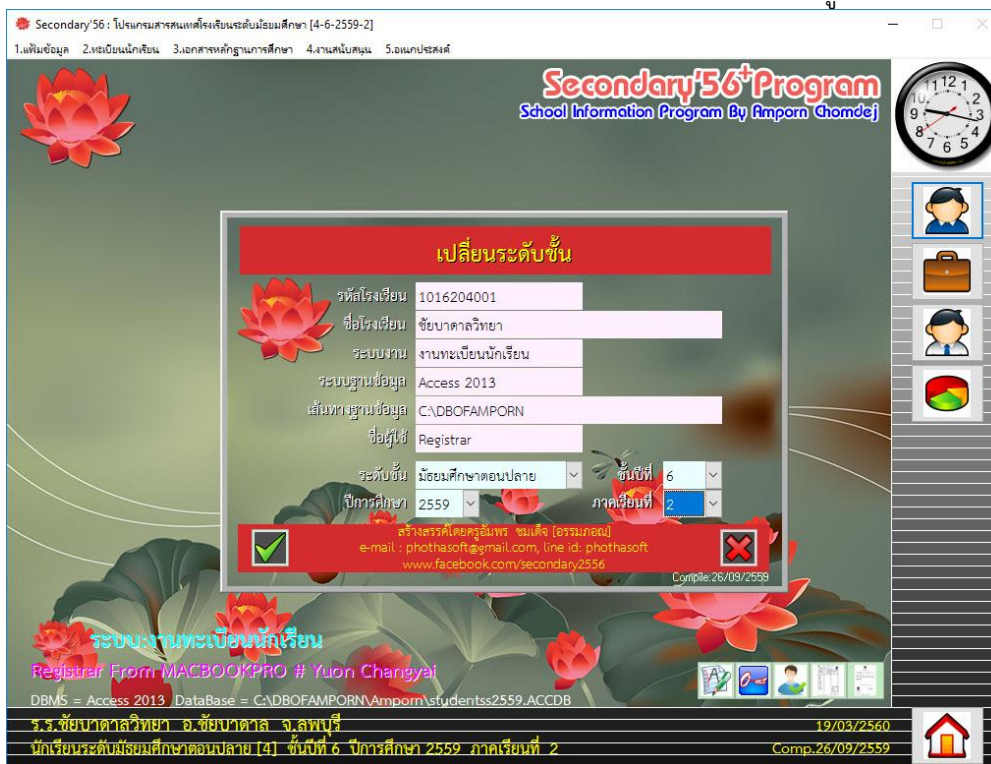 Secondary'56 : โปรแกรมสารสนเทศโรงเรียนระดับมัธยมศึกษา [4-6-2559-2]
1.แฟ้มข้อมูล 2.ทะเบียนนักเรียน 3.เอกสารหลักฐานการศึกษา 4.งานสนับสนุน 5.อเนกประสงค์
Secondary'56+Program
School Information Program By Amporn Chomdej
เปลี่ยนระดับชั้น
รหัสโรงเรียน 1016204001
ชื่อโรงเรียน ชัยบาดาลวิทยา
ระบบงาน งานทะเบียนนักเรียน
ระบบฐานข้อมูล Access 2013
เส้นทางฐานข้อมูล C:\DBOFAMPORN
ชื่อผู้ใช้ Registrar
ระดับชั้น มัธยมศึกษาตอนปลาย ชั้นปีที่ 6
ปีการศึกษา 2559 ภาคเรียนที่ 2
สร้างสรรค์โดยครูอัมพร ชมเด็จ [อรรมภอณ]
e-mail : phothasoft@gmail.com, line id: phothasoft
www.facebook.com/secondary2556
Compile:26/09/2559
ระบบ:งานทะเบียนนักเรียน
Registrar From MACBOOKPRO # Yuon Changyai
DBMS = Access 2013 DataBase = C:\DBOFAMPORN\Amporn\studentss2559.ACCDB
ร.ร.ชัยบาดาลวิทยา อ.ชัยบาดาล จ.ลพบุรี 19/03/2560
นักเรียนระดับมัธยมศึกษาตอนปลาย [4] ชั้นปีที่ 6 ปีการศึกษา 2559 ภาคเรียนที่ 2 Comp.26/09/2559